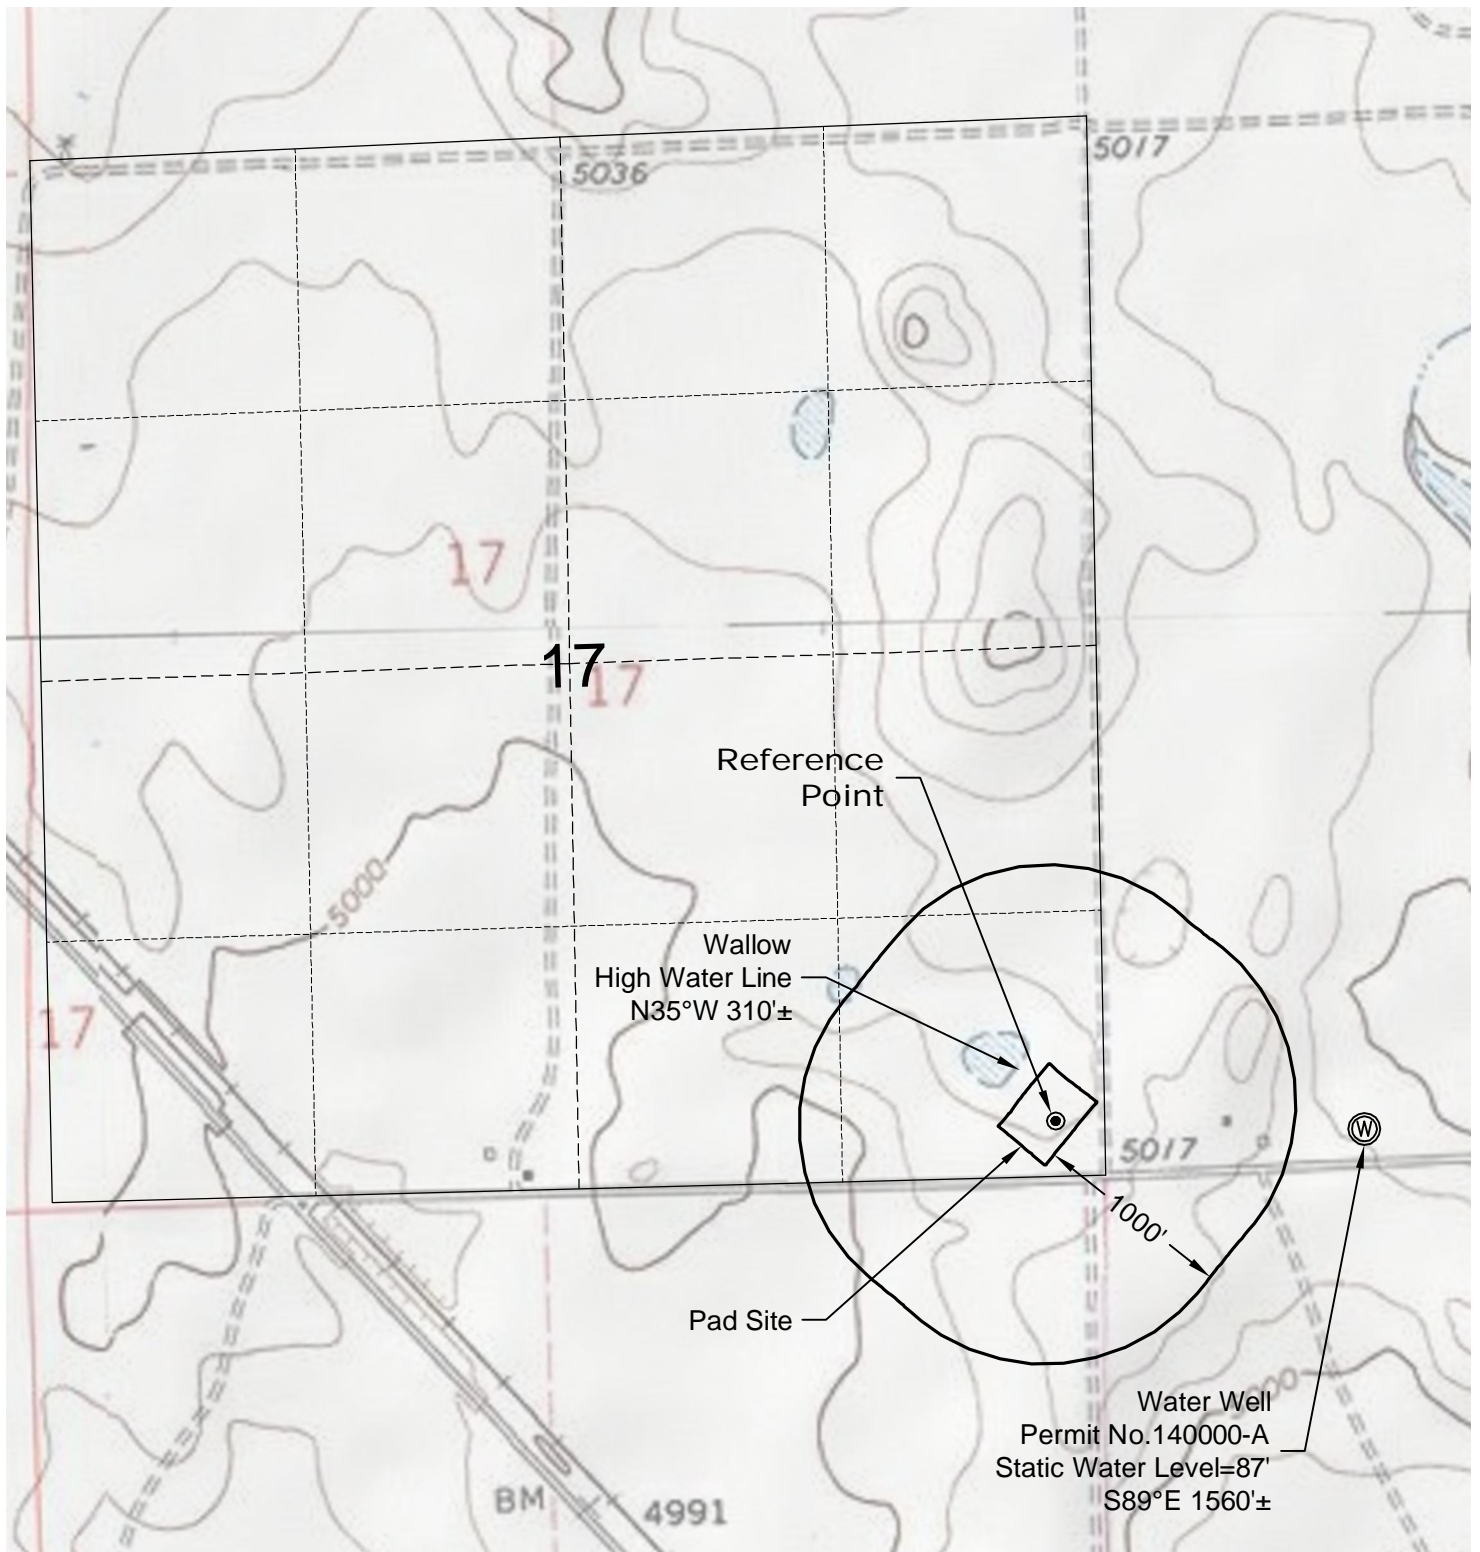 5036
5017
17
17
17
Reference
Point
5000
Wallow
High Water Line
N35°W 310'±
17
5017
W
1000'
Pad Site
Water Well
Permit No.140000-A
Static Water Level=87'
S89°E 1560'±
BM
4991